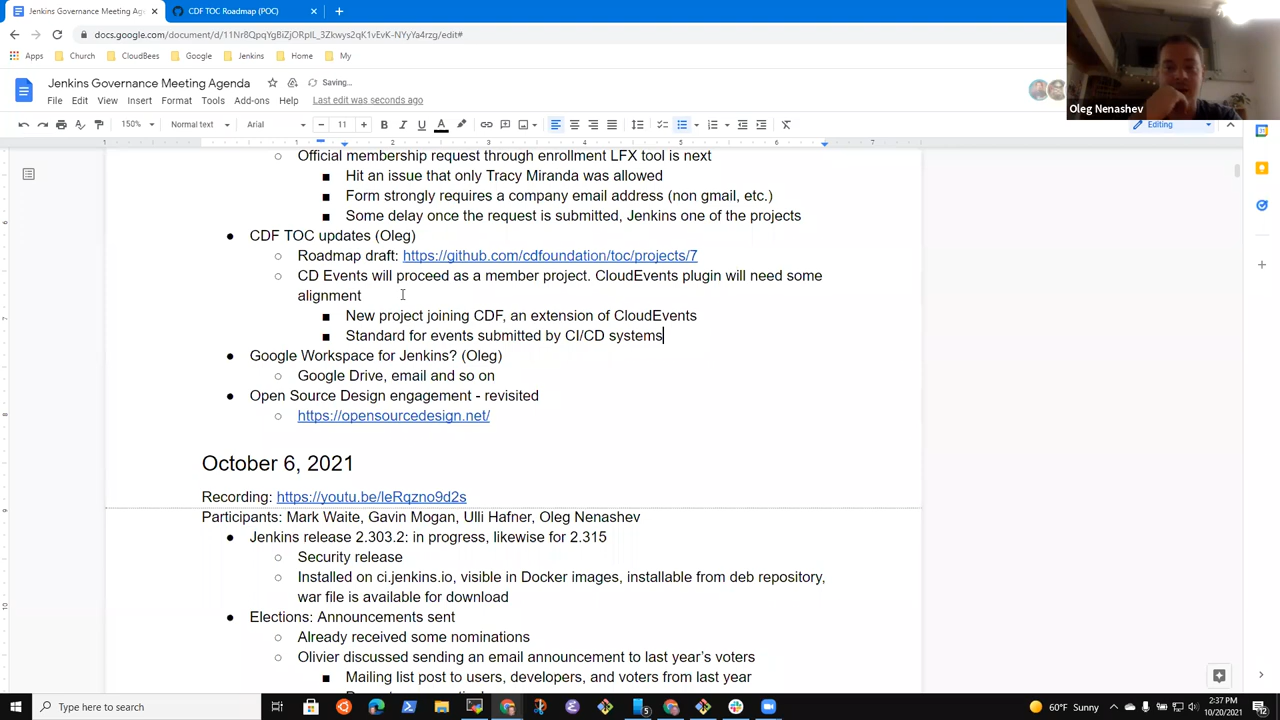 Jenkins Governance Meeting Ag
CDF TOC Roadmap (POC)
docs.google.com/document/d/11Nr8QpqYgBiZjORpIL_3Zkwys2qK1vEvK-NYyYa4rzg/edit#
Apps
Church
CloudBees
Google
Jenkins
Home
My
Oleg Nenashev
Jenkins Governance Meeting Agenda
Saving...
File Edit View Insert Format Tools Add-ons Help Last edit was seconds ago
150% Normal text Arial 11 Editing
1 1 2 3 4 5 6 7
Official membership request through enrollment LFX tool is next
Hit an issue that only Tracy Miranda was allowed
Form strongly requires a company email address (non gmail, etc.)
Some delay once the request is submitted, Jenkins one of the projects
CDF TOC updates (Oleg)
Roadmap draft: https://github.com/cdfoundation/toc/projects/7
CD Events will proceed as a member project. CloudEvents plugin will need some
alignment
New project joining CDF, an extension of CloudEvents
Standard for events submitted by CI/CD systems
Google Workspace for Jenkins? (Oleg)
Google Drive, email and so on
Open Source Design engagement - revisited
https://opensourcedesign.net/
October 6, 2021
Recording: https://youtu.be/leRqzno9d2s
Participants: Mark Waite, Gavin Mogan, Ulli Hafner, Oleg Nenashev
Jenkins release 2.303.2: in progress, likewise for 2.315
Security release
Installed on ci.jenkins.io, visible in Docker images, installable from deb repository,
war file is available for download
Elections: Announcements sent
Already received some nominations
Olivier discussed sending an email announcement to last year's voters
Mailing list post to users, developers, and voters from last year
Type here to search
5
60°F Sunny
2:37 PM
10/20/2021
12